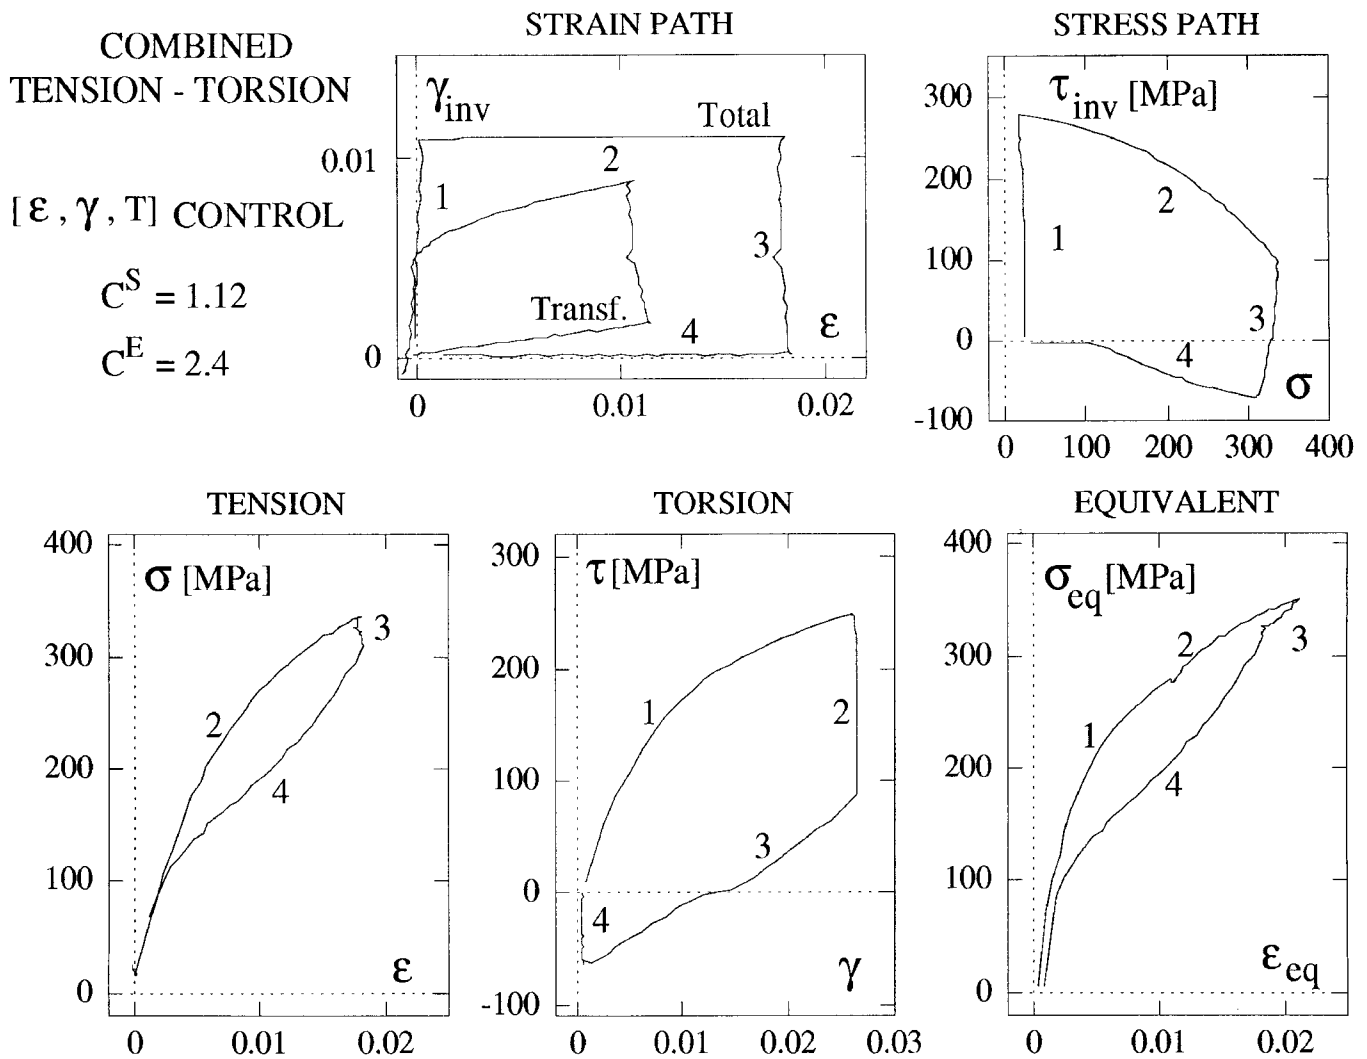 COMBINED
TENSION - TORSION
[ε, γ, T] CONTROL
C^S = 1.12
C^E = 2.4
STRAIN PATH
γinv
Total
0.01
1
2
3
Transf.
4
ε
0
0 0.01 0.02
STRESS PATH
τinv [MPa]
300
200
2
1
100
3
0
4
σ
-100
0 100 200 300 400
TENSION
400
σ [MPa]
3
300
2
200
4
100
0
ε
0 0.01 0.02
TORSION
300
τ [MPa]
200
1
2
100
3
0
4
γ
-100
0 0.01 0.02 0.03
EQUIVALENT
400
σeq [MPa]
2
3
300
1
200
4
100
0
εeq
0 0.01 0.02